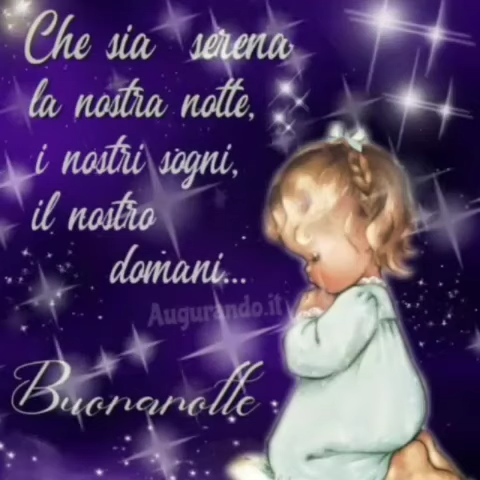 Che sia serena
la nostra notte,
i nostri sogni,
il nostro
domani...
Augurando.it
Buonanotte